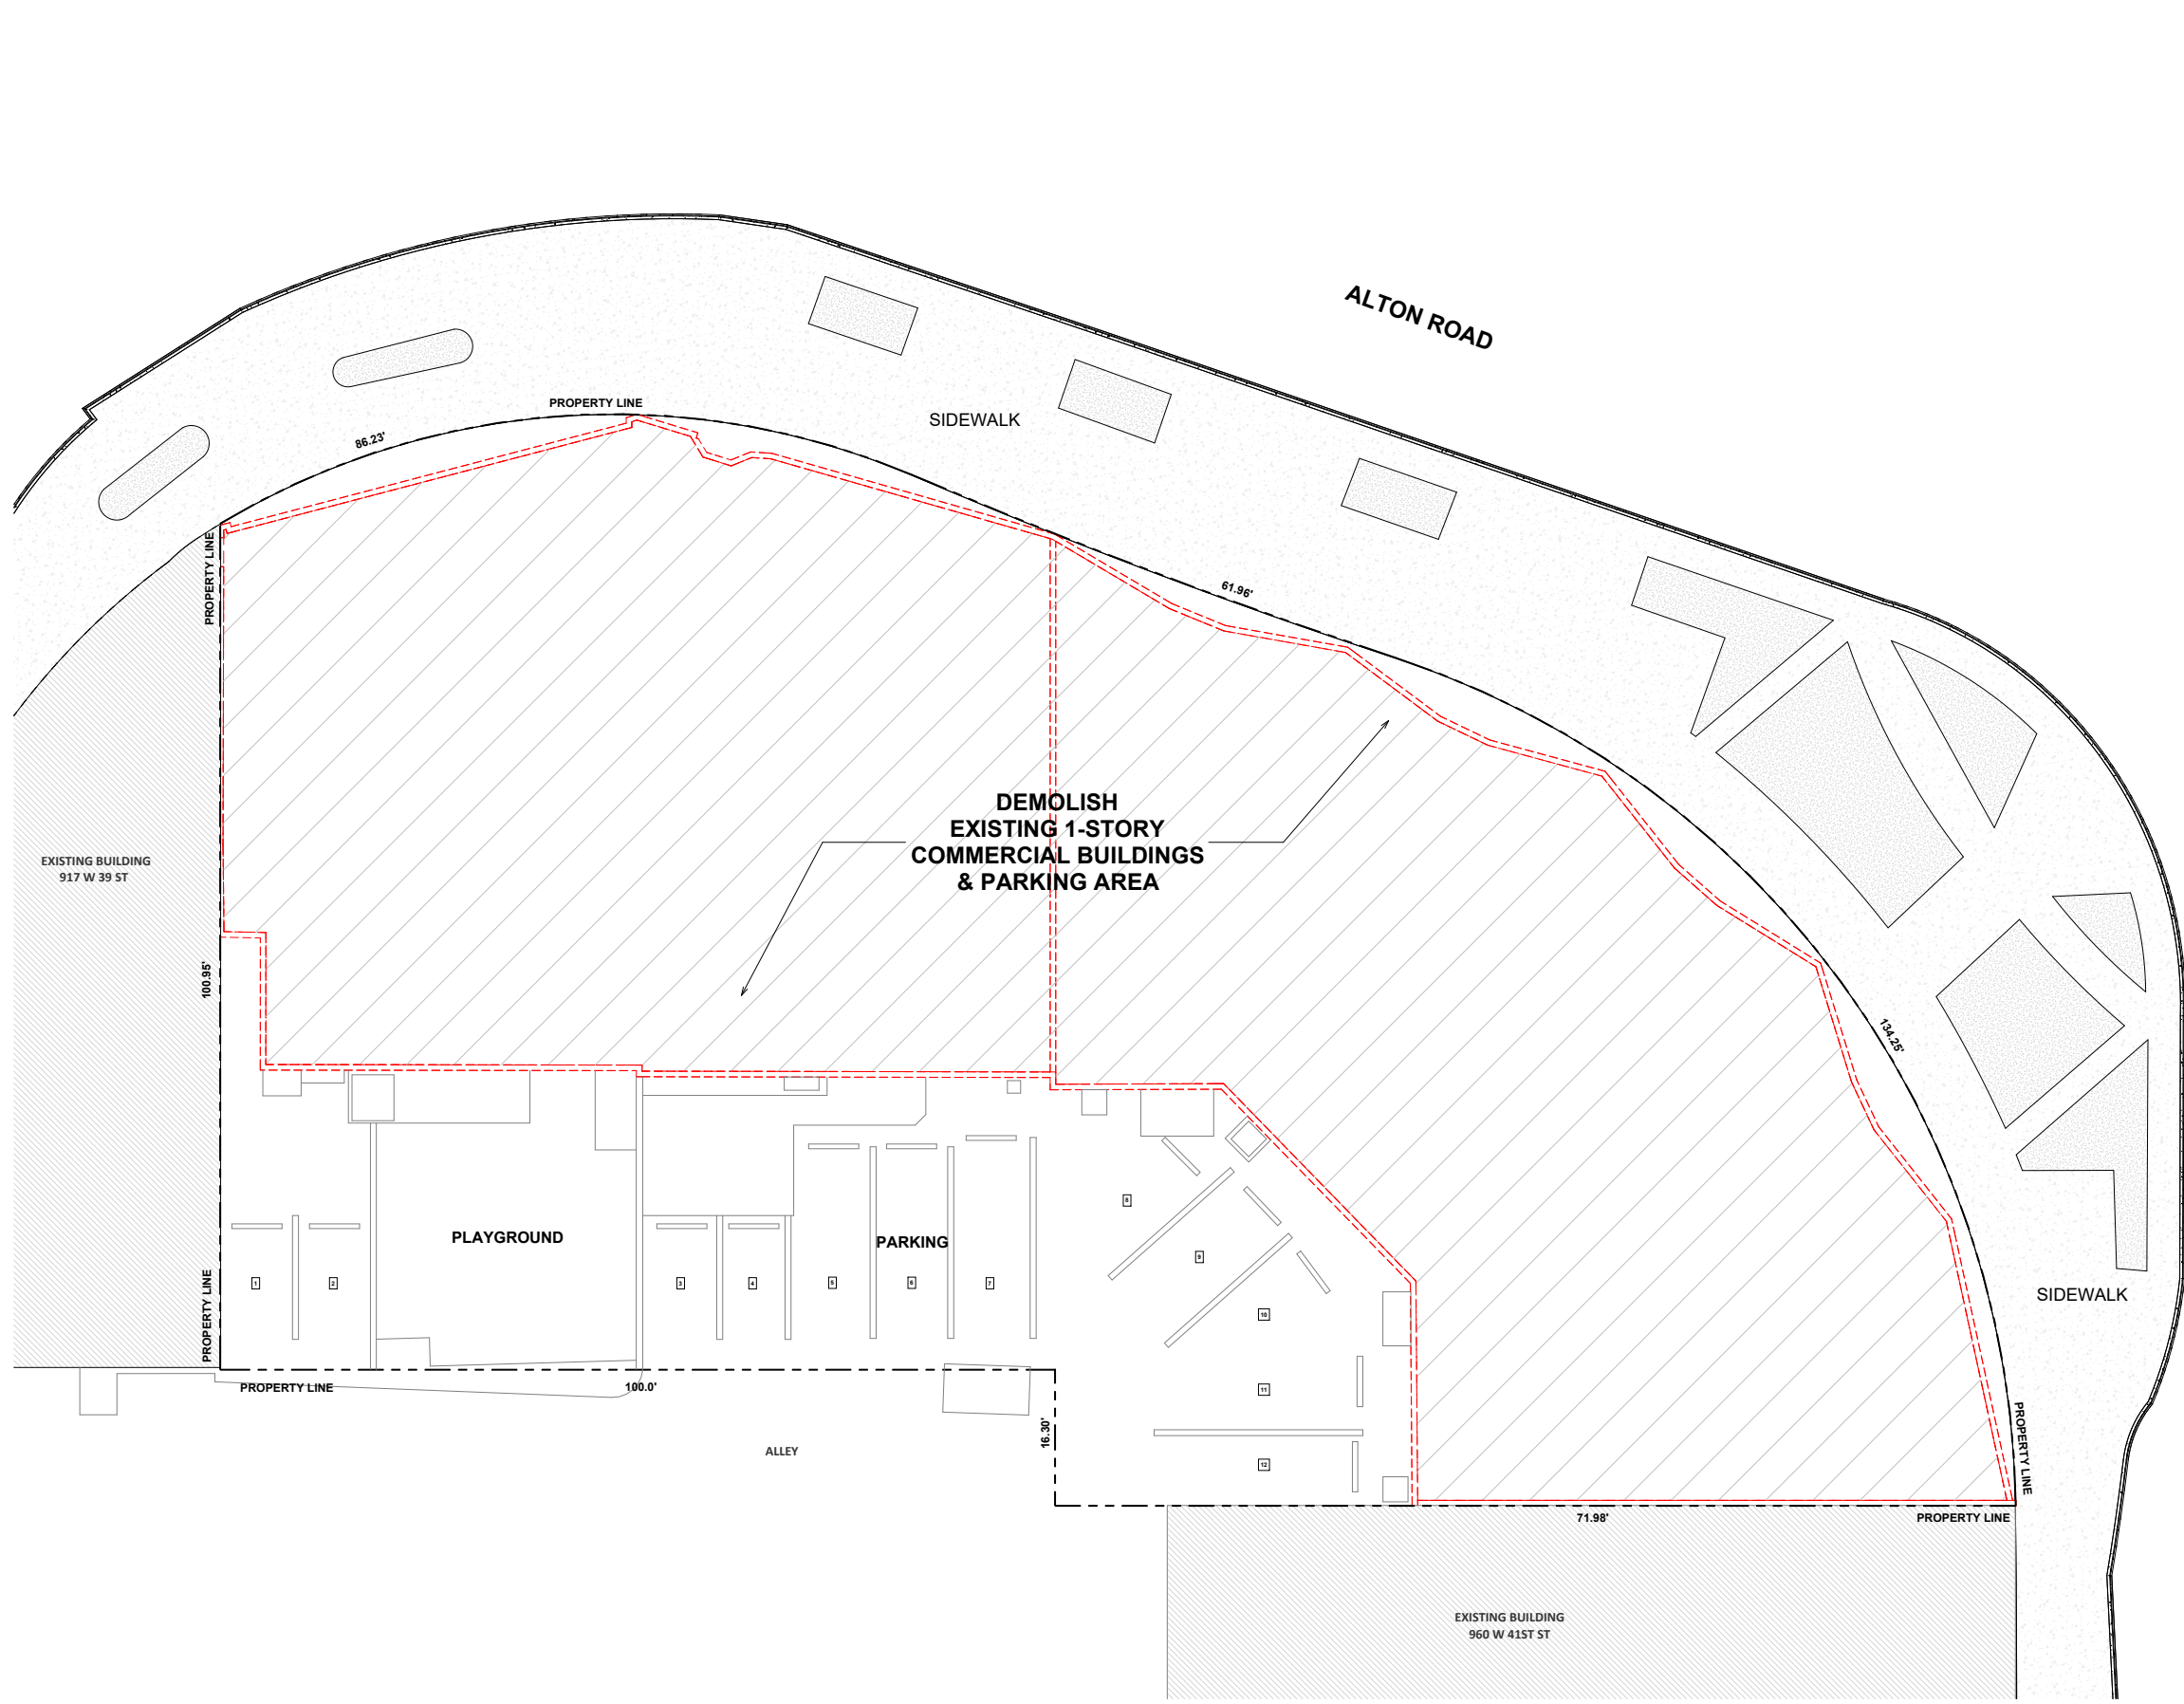 ALTON ROAD
PROPERTY LINE
86.23'
SIDEWALK
PROPERTY LINE
61.96'
DEMOLISH
EXISTING 1-STORY
COMMERCIAL BUILDINGS
& PARKING AREA
EXISTING BUILDING
917 W 39 ST
100.95'
134.25'
8
PLAYGROUND
PARKING
9
1
2
3
4
5
6
7
SIDEWALK
10
PROPERTY LINE
PROPERTY LINE
100.0'
11
16.30'
ALLEY
12
PROPERTY LINE
71.98'
PROPERTY LINE
EXISTING BUILDING
960 W 41ST ST